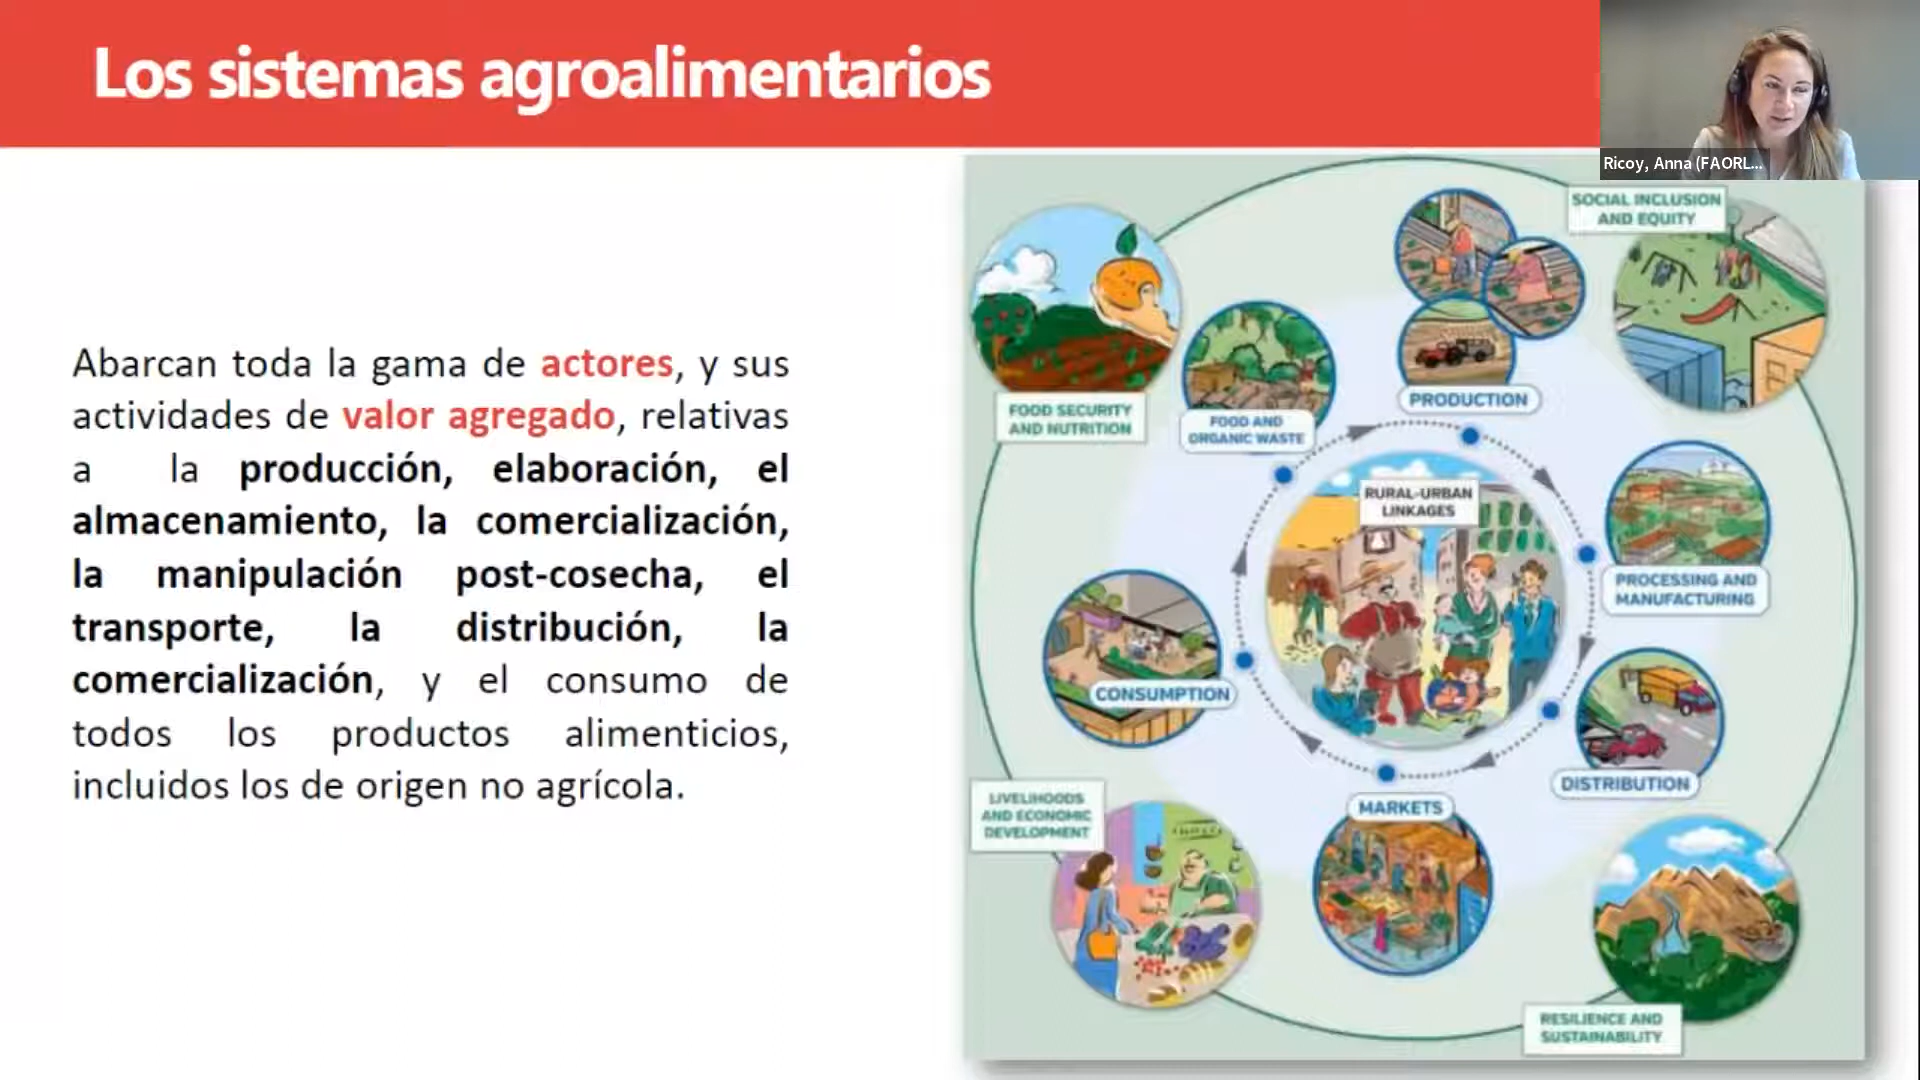 Los sistemas agroalimentarios
Ricoy, Anna (FAORL...
Abarcan toda la gama de actores, y sus
actividades de valor agregado, relativas
a la producción, elaboración, el
almacenamiento, la comercialización,
la manipulación post-cosecha, el
transporte, la distribución, la
comercialización, y el consumo de
todos los productos alimenticios,
incluidos los de origen no agrícola.
SOCIAL INCLUSION
AND EQUITY
FOOD SECURITY
AND NUTRITION
FOOD AND
ORGANIC WASTE
PRODUCTION
RURAL-URBAN
LINKAGES
PROCESSING AND
MANUFACTURING
CONSUMPTION
DISTRIBUTION
LIVELIHOODS
AND ECONOMIC
DEVELOPMENT
MARKETS
RESILIENCE AND
SUSTAINABILITY